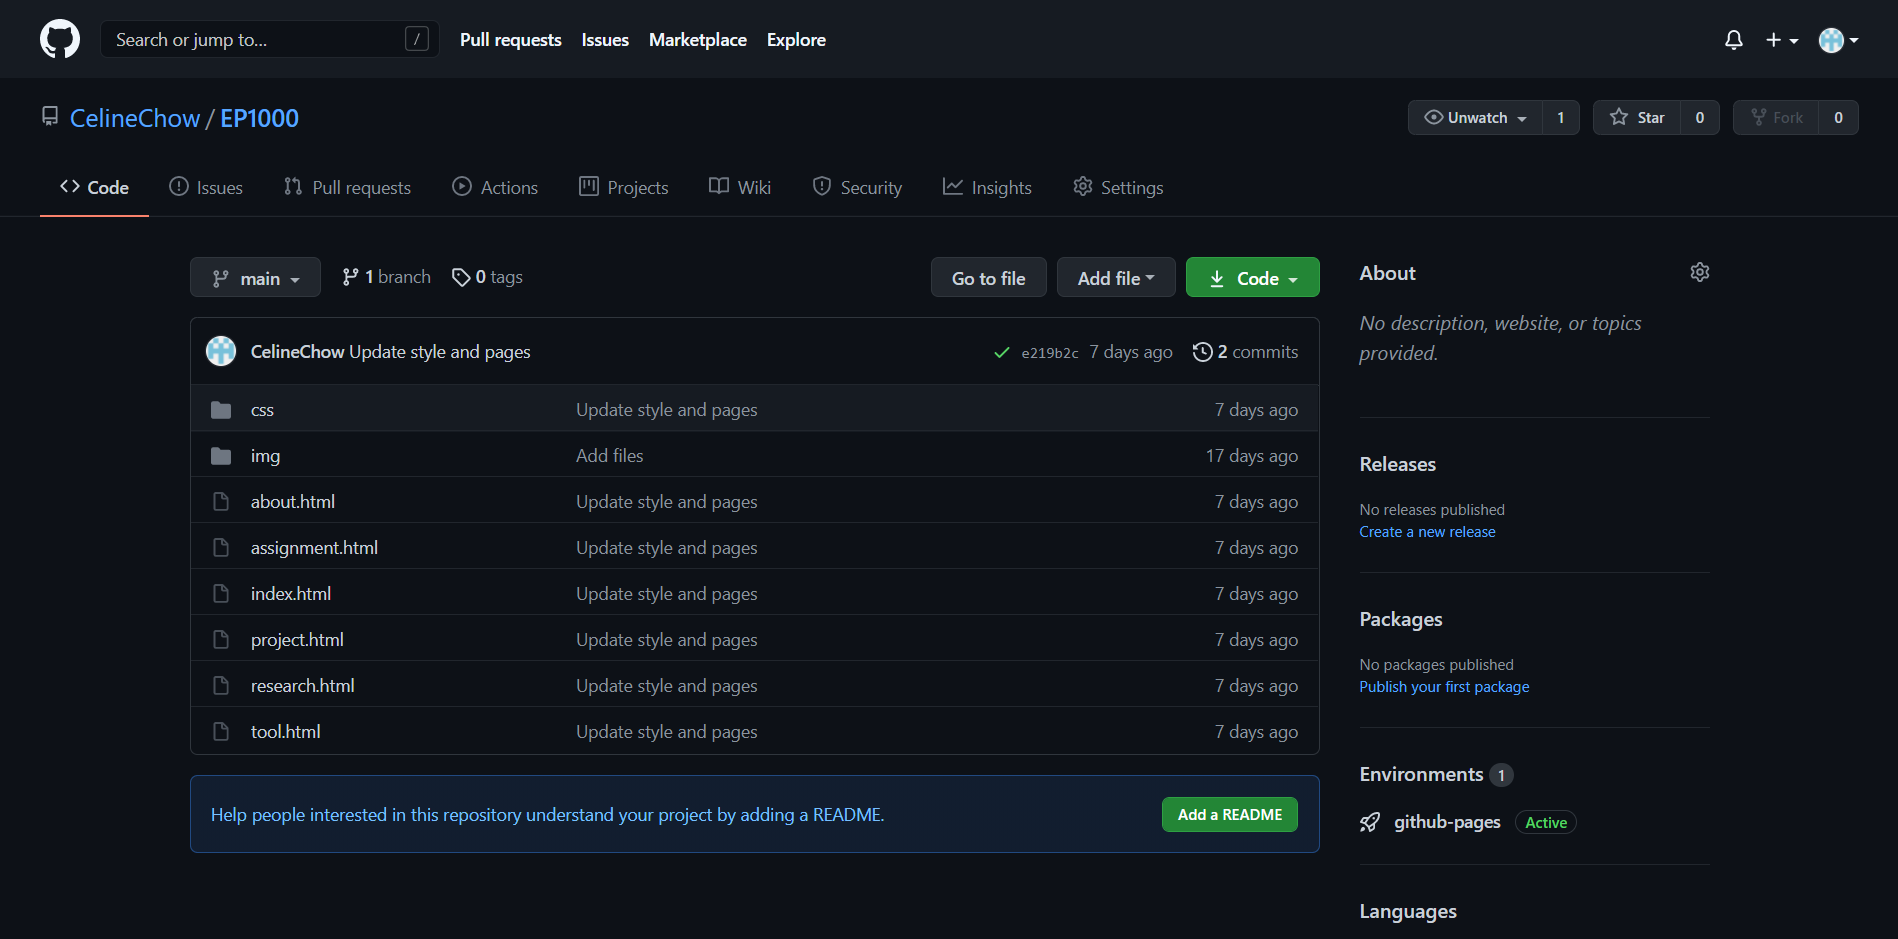 Search or jump to... /
Pull requests Issues Marketplace Explore
CelineChow / EP1000
Unwatch 1 Star 0 Fork 0
Code Issues Pull requests Actions Projects Wiki Security Insights Settings
main 1 branch 0 tags Go to file Add file Code
CelineChow Update style and pages e219b2c 7 days ago 2 commits
css Update style and pages 7 days ago
img Add files 17 days ago
about.html Update style and pages 7 days ago
assignment.html Update style and pages 7 days ago
index.html Update style and pages 7 days ago
project.html Update style and pages 7 days ago
research.html Update style and pages 7 days ago
tool.html Update style and pages 7 days ago
Help people interested in this repository understand your project by adding a README. Add a README
About
No description, website, or topics
provided.
Releases
No releases published
Create a new release
Packages
No packages published
Publish your first package
Environments 1
github-pages Active
Languages